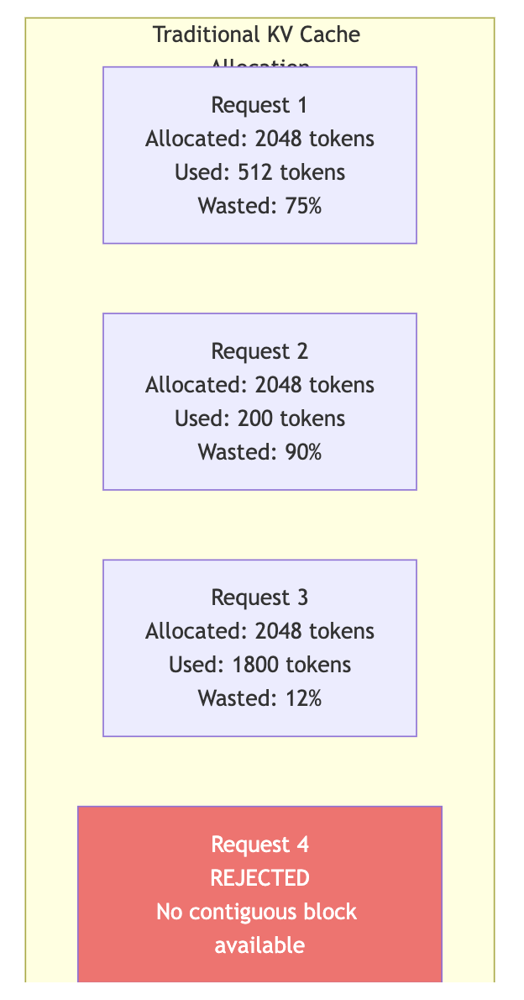 Traditional KV Cache
Allocation
Request 1
Allocated: 2048 tokens
Used: 512 tokens
Wasted: 75%
Request 2
Allocated: 2048 tokens
Used: 200 tokens
Wasted: 90%
Request 3
Allocated: 2048 tokens
Used: 1800 tokens
Wasted: 12%
Request 4
REJECTED
No contiguous block
available